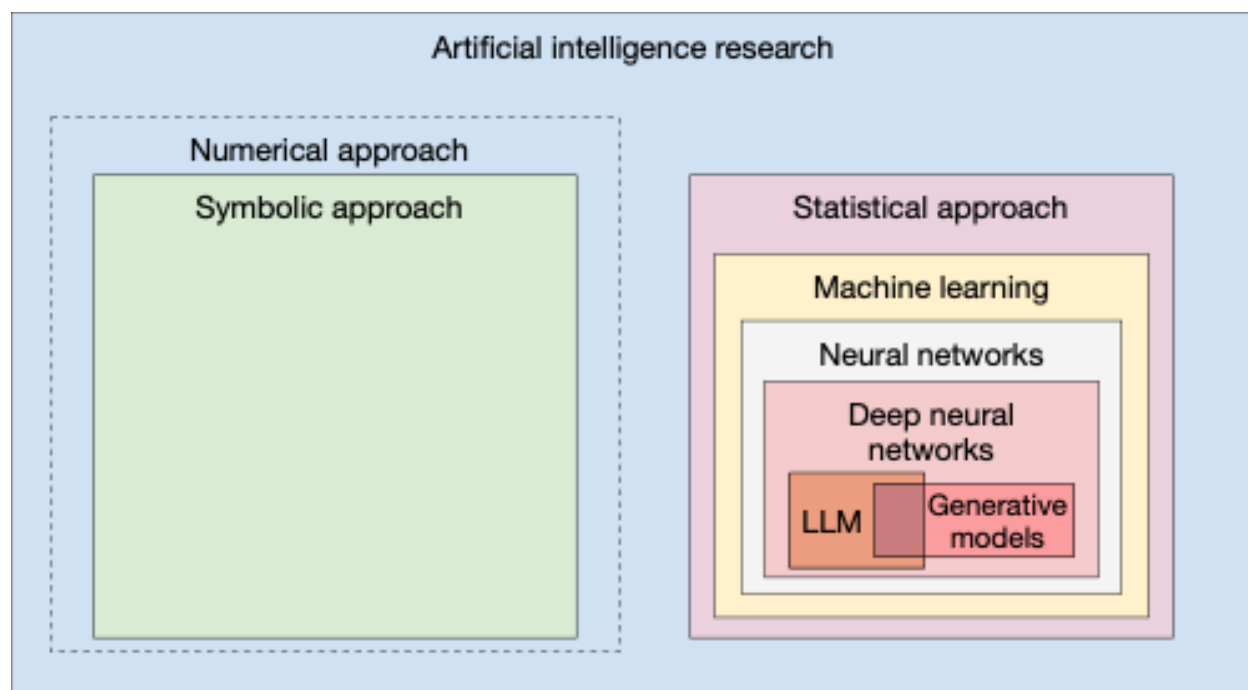 Artificial intelligence research
Numerical approach
Symbolic approach
Statistical approach
Machine learning
Neural networks
Deep neural
networks
LLM
Generative
models